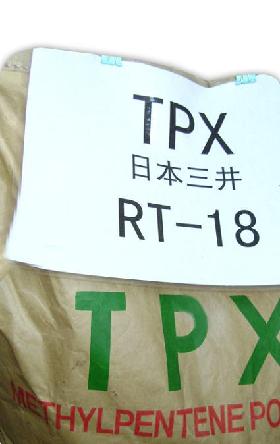 TPX
日本三井
RT-18
TPX
METHYLPENTENE PO